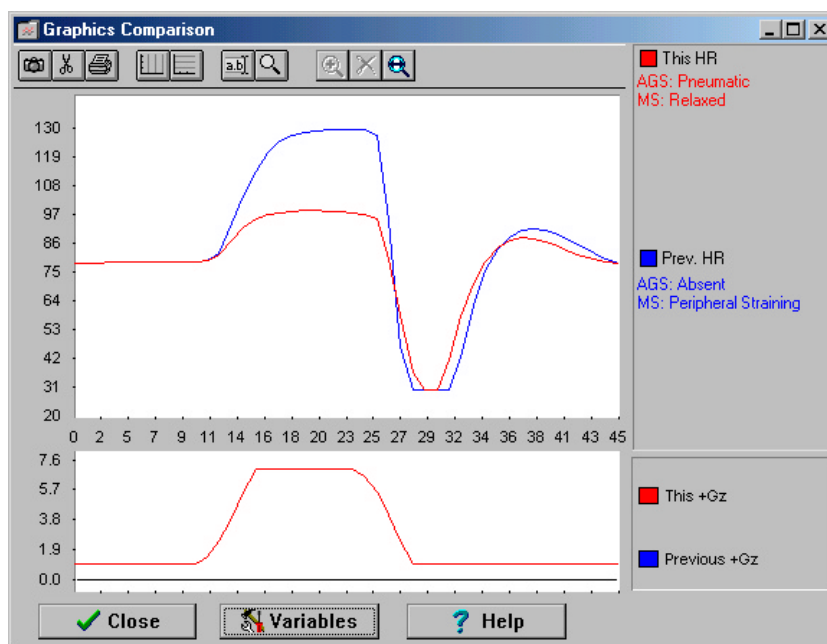 Graphics Comparison
a.b
This HR
AGS: Pneumatic
MS: Relaxed
Prev. HR
AGS: Absent
MS: Peripheral Straining
130
119
108
97
86
75
64
53
42
31
20
0 2 5 7 9 11 14 16 18 20 23 25 27 29 32 34 36 38 41 43 45
7.6
5.7
3.8
1.9
0.0
This +Gz
Previous +Gz
Close Variables ? Help